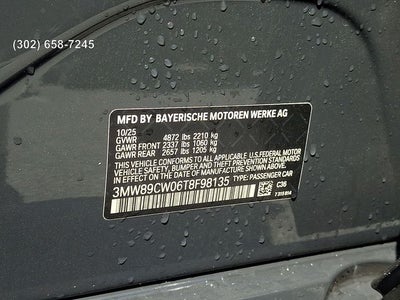 (302) 658-7245
MFD BY BAYERISCHE MOTOREN WERKE AG
10/25
GVWR 4872 lbs 2210 kg
GAWR FRONT 2337 lbs 1060 kg
GAWR REAR 2657 lbs 1205 kg
THIS VEHICLE CONFORMS TO ALL APPLICABLE U.S. FEDERAL MOTOR
VEHICLE SAFETY, BUMPER, AND THEFT PREVENTION STANDARDS
IN EFFECT ON THE DATE OF MANUFACTURE SHOWN ABOVE.
3MW89CW06T8F98135 TYPE: PASSENGER CAR
C36